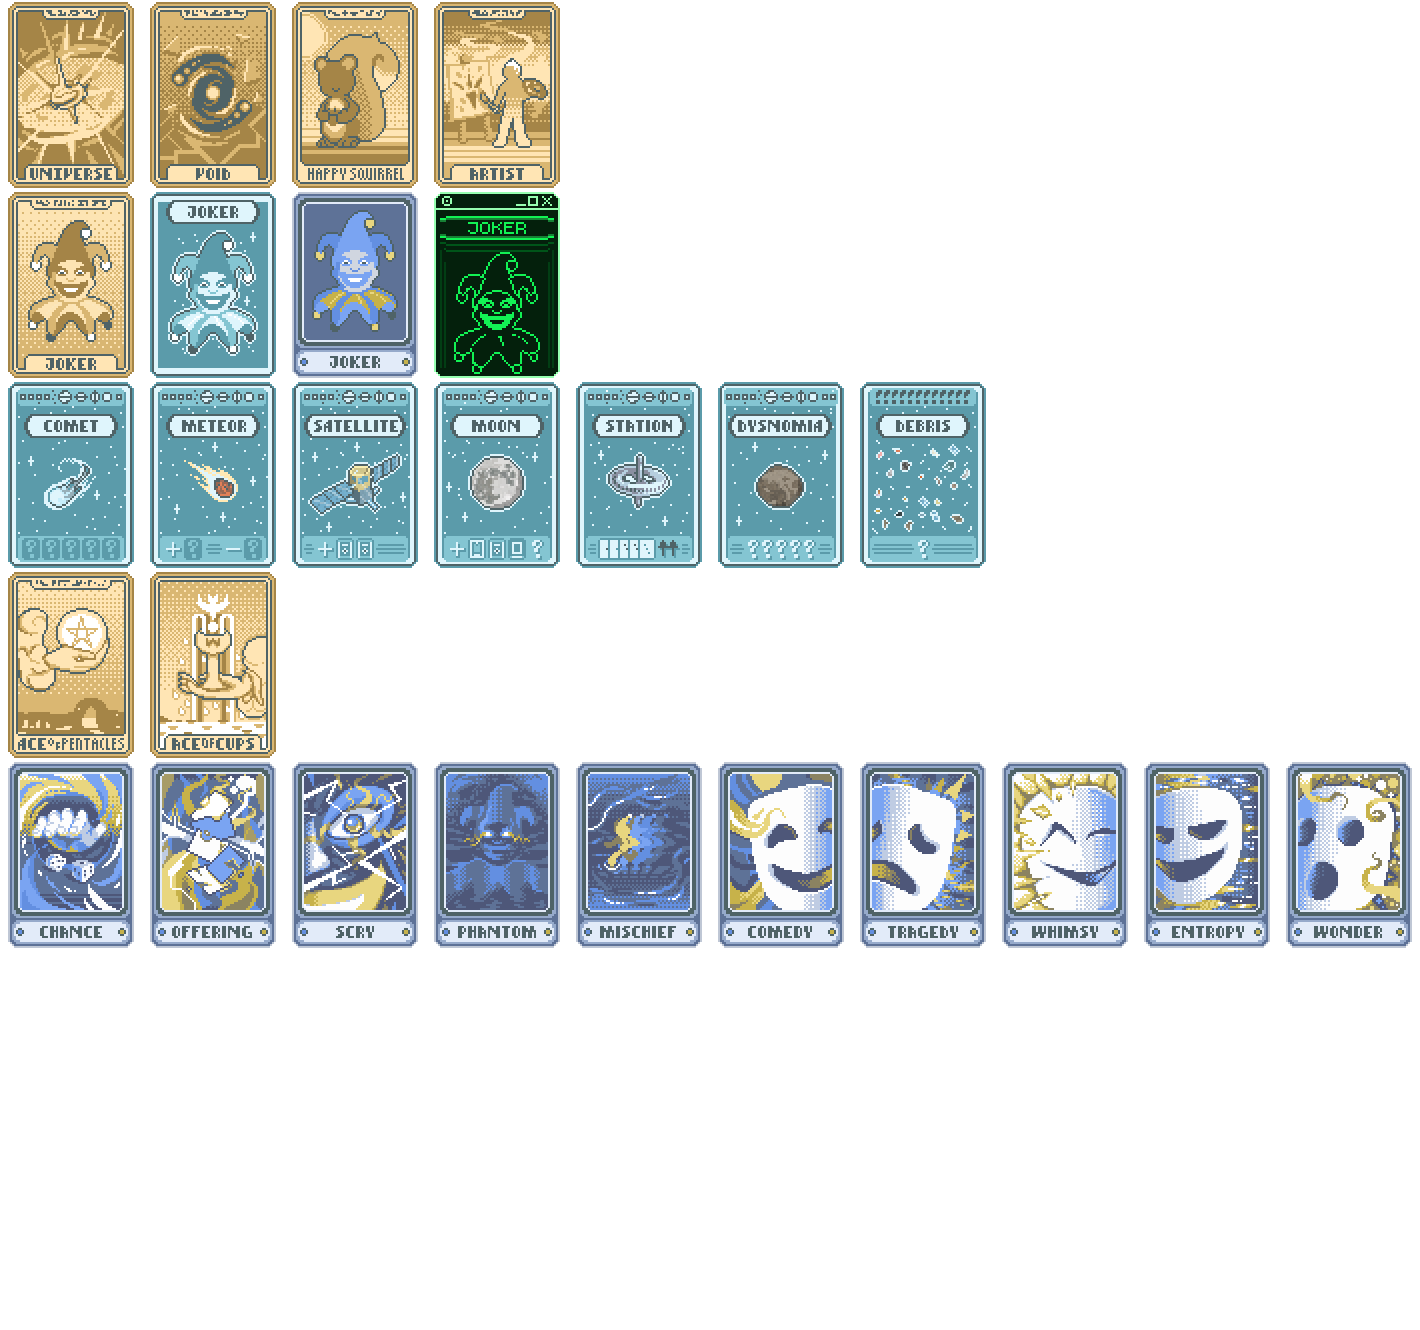 UNIVERSE
VOID
HAPPY SQUIRREL
ARTIST
JOKER
JOKER
JOKER
JOKER
COMET
METEOR
SATELLITE
MOON
STATION
DYSNOMIA
DEBRIS
? ? ? ? ?
+ ? = - ?
+
+ ?
?????
?
ACE OF PENTACLES
ACE OF CUPS
CHANCE
OFFERING
SCRY
PHANTOM
MISCHIEF
COMEDY
TRAGEDY
WHIMSY
ENTROPY
WONDER